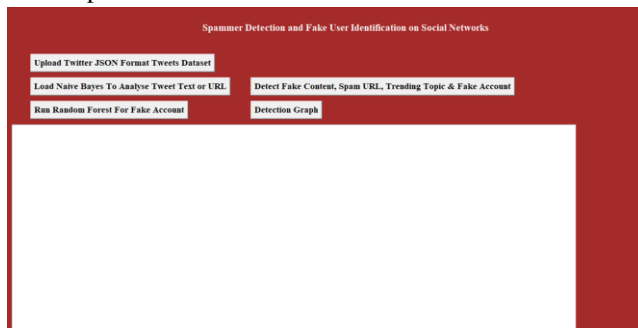 Spammer Detection and Fake User Identification on Social Networks
Upload Twitter JSON Format Tweets Dataset
Load Naive Bayes To Analyse Tweet Text or URL
Detect Fake Content, Spam URL, Trending Topic & Fake Account
Run Random Forest For Fake Account
Detection Graph